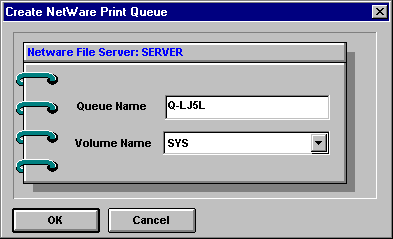 Create NetWare Print Queue
Netware File Server: SERVER
Queue Name Q-LJ5L
Volume Name SYS
OK Cancel